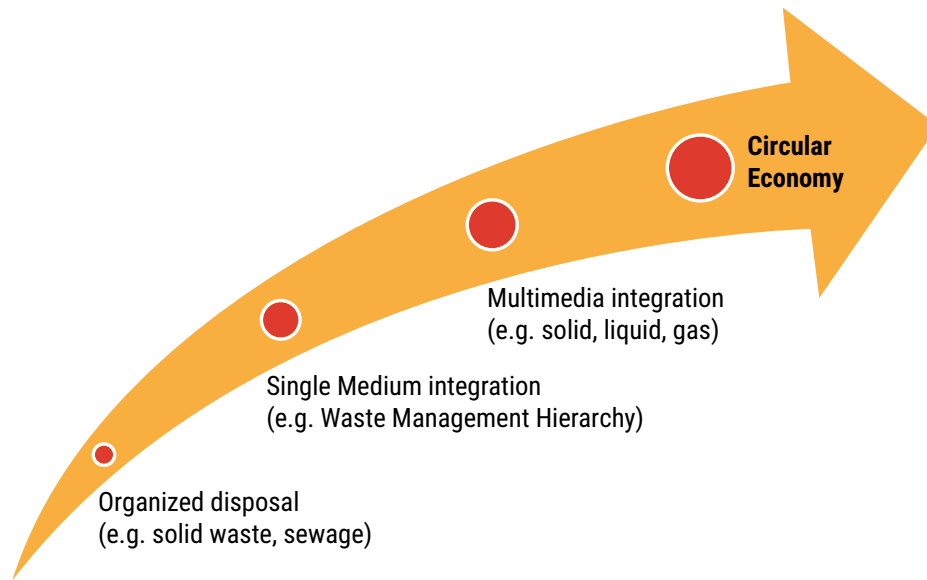 Circular
Economy
Multimedia integration
(e.g. solid, liquid, gas)
Single Medium integration
(e.g. Waste Management Hierarchy)
Organized disposal
(e.g. solid waste, sewage)